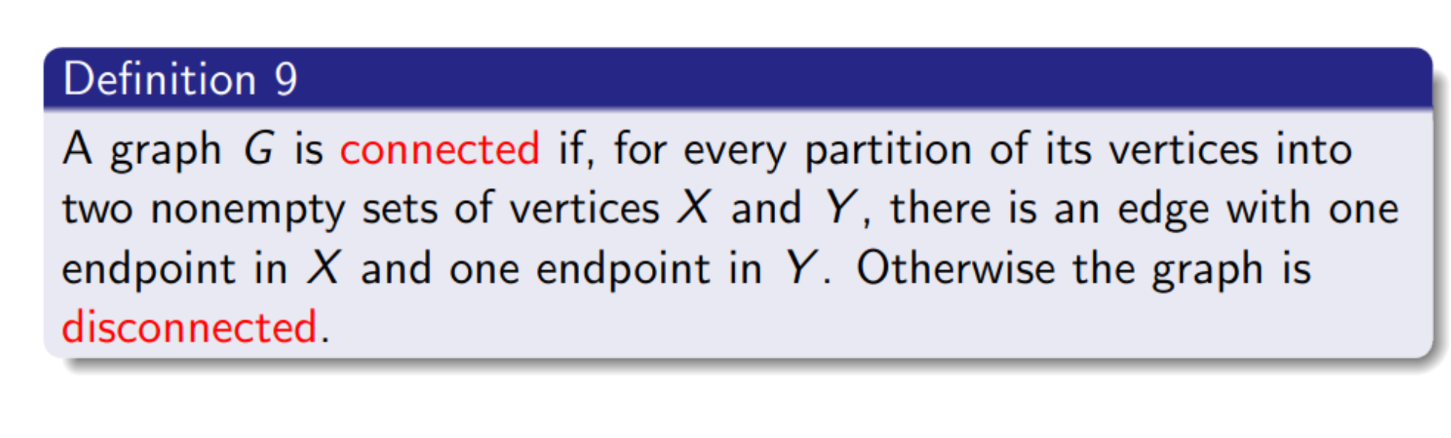 Definition 9
A graph G is connected if, for every partition of its vertices into
two nonempty sets of vertices X and Y, there is an edge with one
endpoint in X and one endpoint in Y. Otherwise the graph is
disconnected.